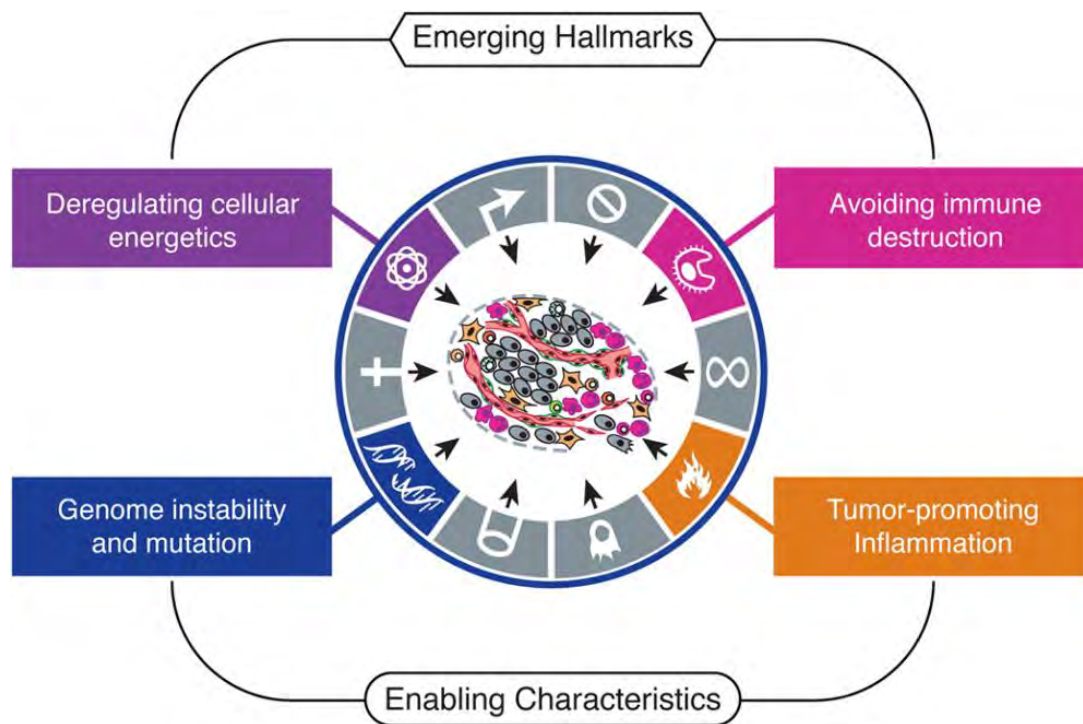 Emerging Hallmarks
Deregulating cellular
energetics
Avoiding immune
destruction
Genome instability
and mutation
Tumor-promoting
Inflammation
Enabling Characteristics